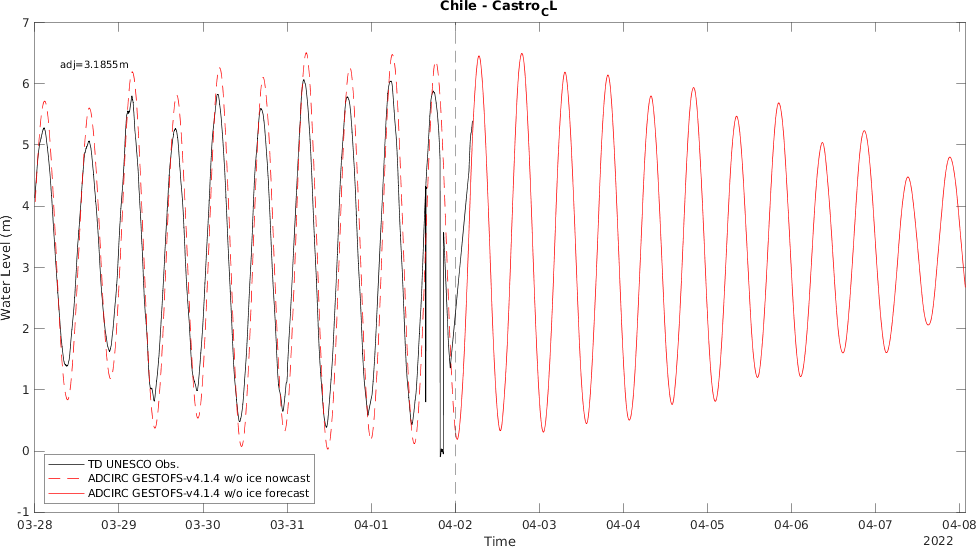 Chile - Castro_CL
adj=3.1855m
7
6
5
4
3
2
1
0
-1
Water Level (m)
TD UNESCO Obs.
ADCIRC GESTOFS-v4.1.4 w/o ice nowcast
ADCIRC GESTOFS-v4.1.4 w/o ice forecast
03-28 03-29 03-30 03-31 04-01 04-02 04-03 04-04 04-05 04-06 04-07 04-08
Time
2022